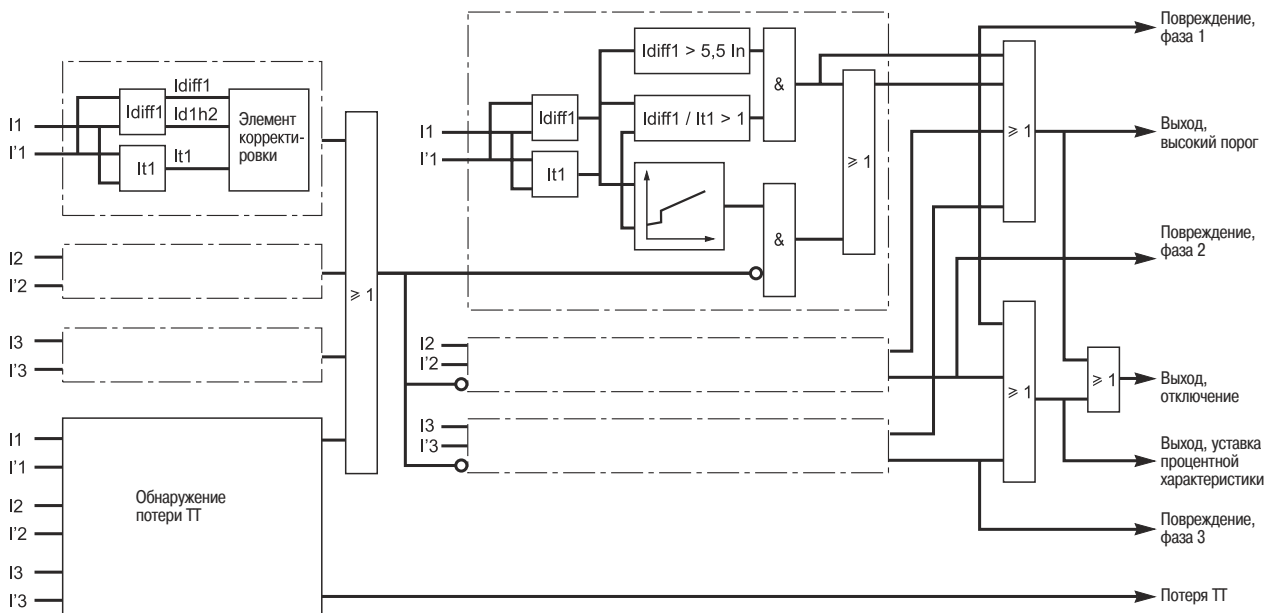 I1
I'1
Idiff1
It1
Idiff1
Id1h2
It1
Элемент
корректи-
ровки
I2
I'2
I3
I'3
I1
I'1
I2
I'2
I3
I'3
Обнаружение
потери ТТ
⩾ 1
I1
I'1
Idiff1
It1
Idiff1 > 5,5 In
Idiff1 / It1 > 1
&
&
⩾ 1
I2
I'2
I3
I'3
⩾ 1
⩾ 1
⩾ 1
Повреждение,
фаза 1
Выход,
высокий порог
Повреждение,
фаза 2
Выход,
отключение
Выход, уставка
процентной
характеристики
Повреждение,
фаза 3
Потеря ТТ